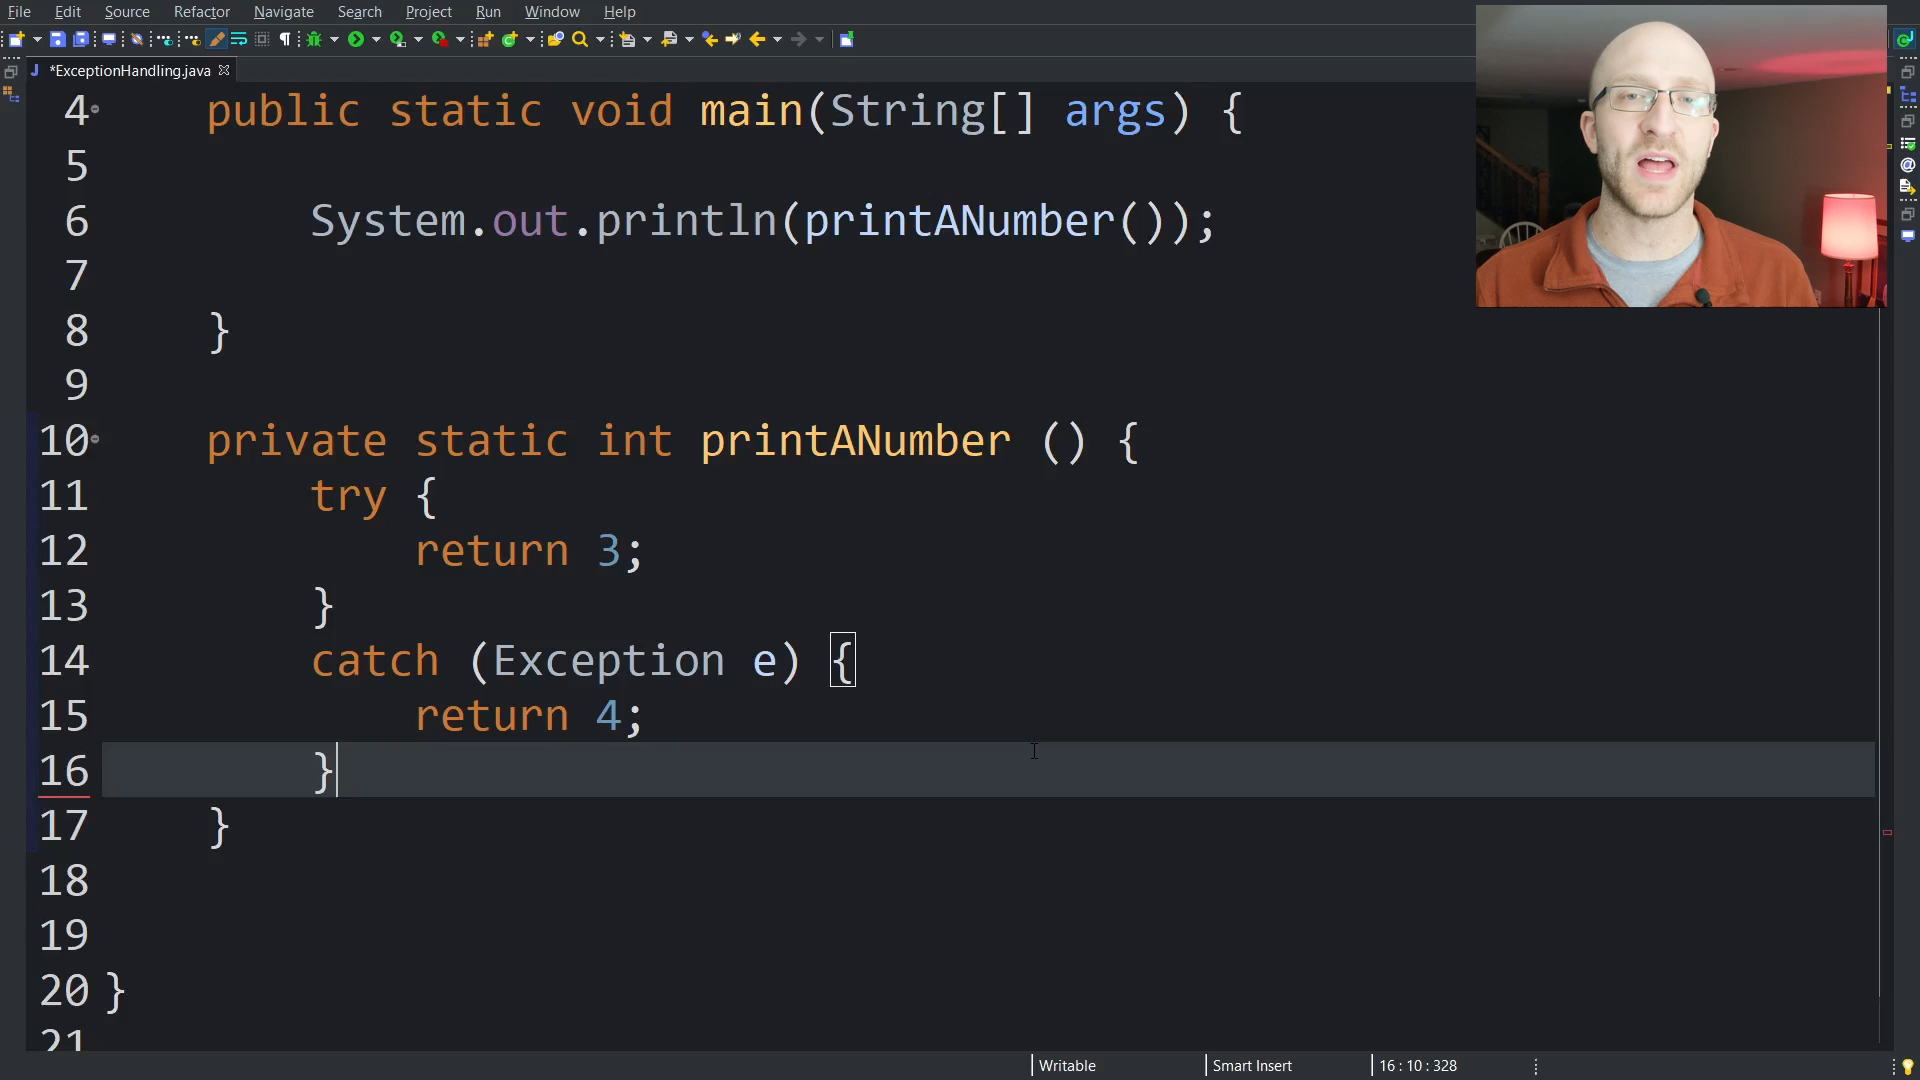 File Edit Source Refactor Navigate Search Project Run Window Help
*ExceptionHandling.java
4 public static void main(String[] args) {
5
6 System.out.println(printANumber());
7
8 }
9
10 private static int printANumber () {
11 try {
12 return 3;
13 }
14 catch (Exception e) {
15 return 4;
16 }
17 }
18
19
20 }
21
Writable Smart Insert 16 : 10 : 328